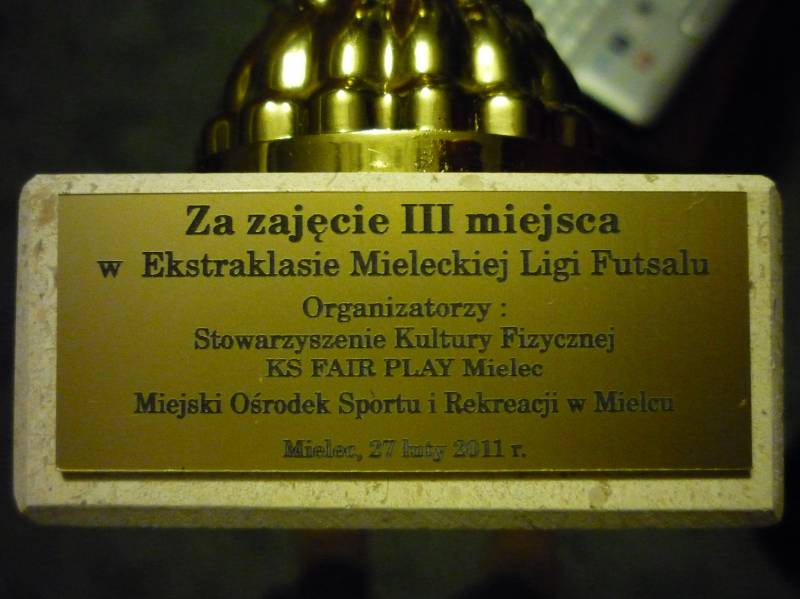 Za zajęcie III miejsca
w Ekstraklasie Mieleckiej Ligi Futsalu
Organizatorzy :
Stowarzyszenie Kultury Fizycznej
KS FAIR PLAY Mielec
Miejski Ośrodek Sportu i Rekreacji w Mielcu
Mielec, 27 luty 2011 r.